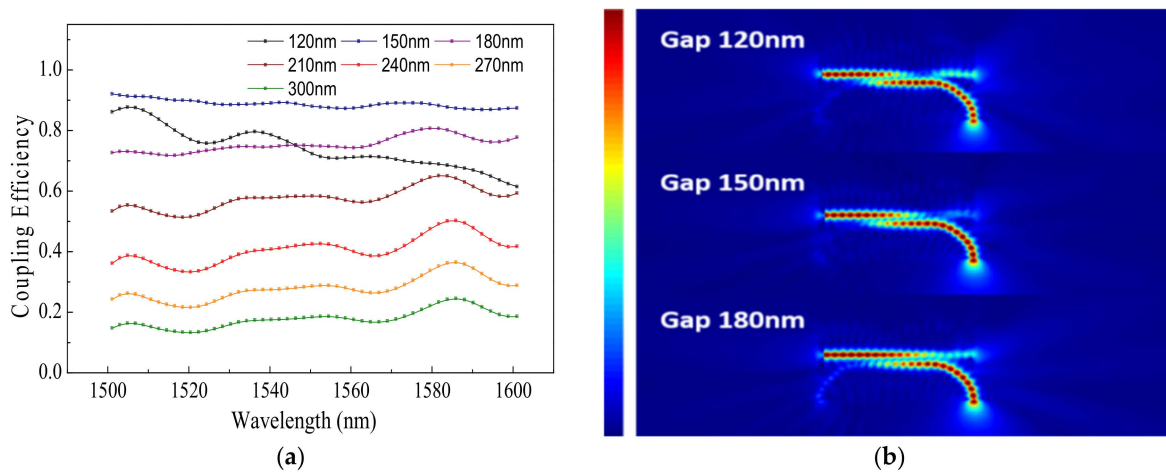 120nm 150nm 180nm
210nm 240nm 270nm
300nm
Coupling Efficiency
1.0
0.8
0.6
0.4
0.2
0.0
1500 1520 1540 1560 1580 1600
Wavelength (nm)
(a)
Gap 120nm
Gap 150nm
Gap 180nm
(b)